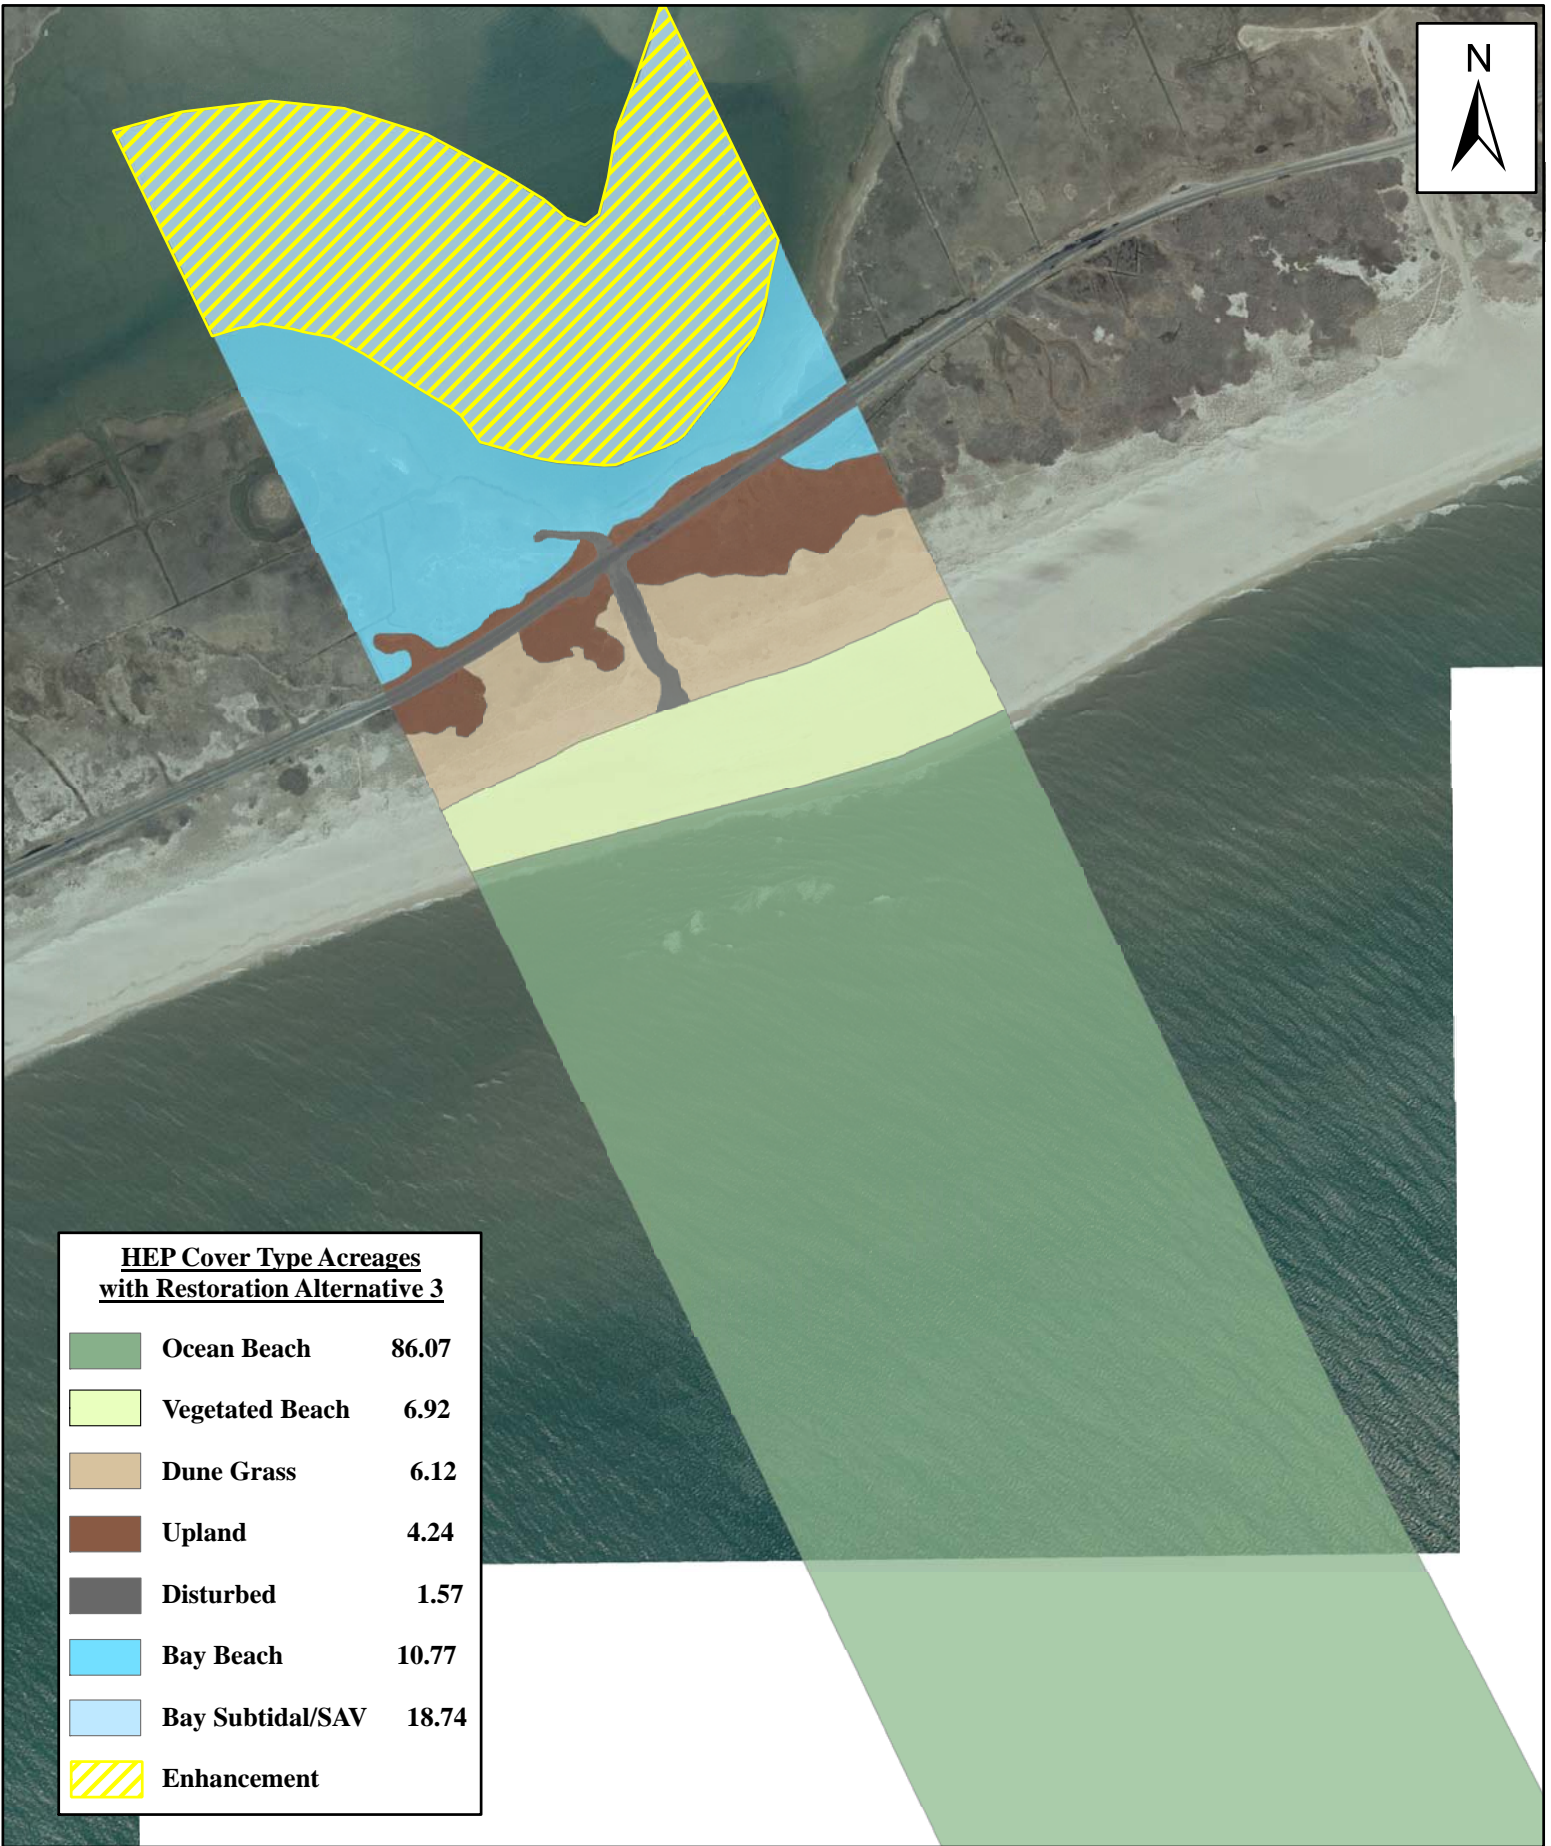 N
HEP Cover Type Acreages
with Restoration Alternative 3
Ocean Beach 86.07
Vegetated Beach 6.92
Dune Grass 6.12
Upland 4.24
Disturbed 1.57
Bay Beach 10.77
Bay Subtidal/SAV 18.74
Enhancement